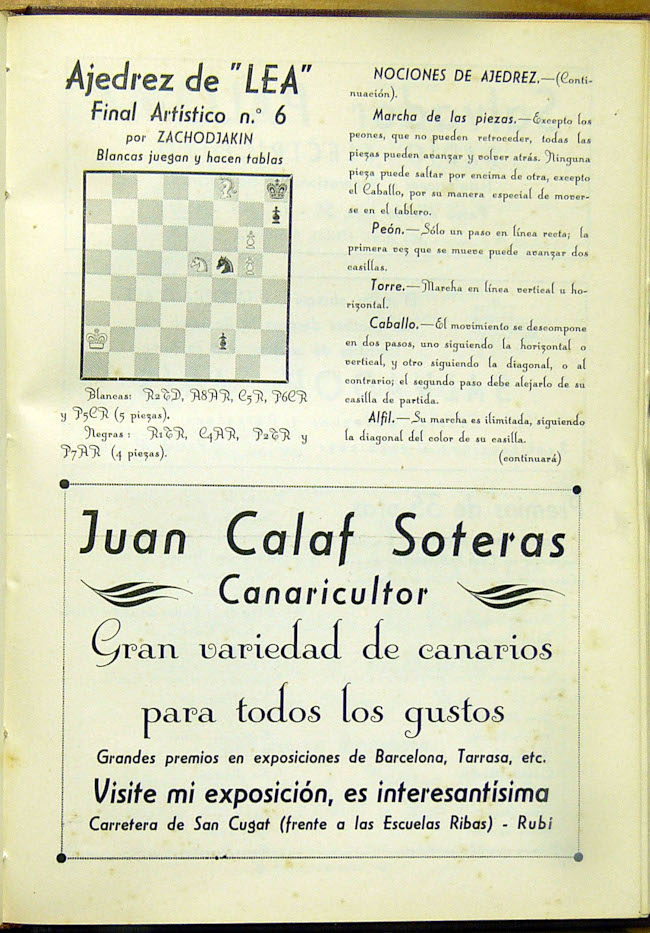 Ajedrez de "LEA"
Final Artístico n.º 6
por ZACHODJAKIN
Blancas juegan y hacen tablas
Blancas: R2TD, A8AR, C5R, P6CR
y P5CR (5 piezas).
Negras: R1TR, C4AR, P2TR y
P7AR (4 piezas).
NOCIONES DE AJEDREZ.—(Conti-
nuación).
Marcha de las piezas.—Excepto los
peones, que no pueden retroceder, todas las
piezas pueden avanzar y volver atrás. Ninguna
pieza puede saltar por encima de otra, excepto
el Caballo, por su manera especial de mover-
se en el tablero.
Peón.—Sólo un paso en línea recta; la
primera vez que se mueve puede avanzar dos
casillas.
Torre.—Marcha en línea vertical u ho-
rizontal.
Caballo.—El movimiento se descompone
en dos pasos, uno siguiendo la horizontal o
vertical, y otro siguiendo la diagonal, o al
contrario; el segundo paso debe alejarlo de su
casilla de partida.
Alfil.—Su marcha es ilimitada, siguiendo
la diagonal del color de su casilla.
(continuará)
Juan Calaf Soteras
Canaricultor
Gran variedad de canarios
para todos los gustos
Grandes premios en exposiciones de Barcelona, Tarrasa, etc.
Visite mi exposición, es interesantísima
Carretera de San Cugat (frente a las Escuelas Ribas) - Rubí